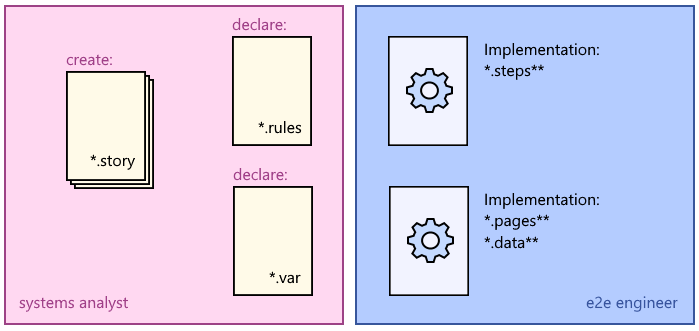 create:
*.story
declare:
*.rules
declare:
*.var
systems analyst
Implementation:
*.steps**
Implementation:
*.pages**
*.data**
e2e engineer